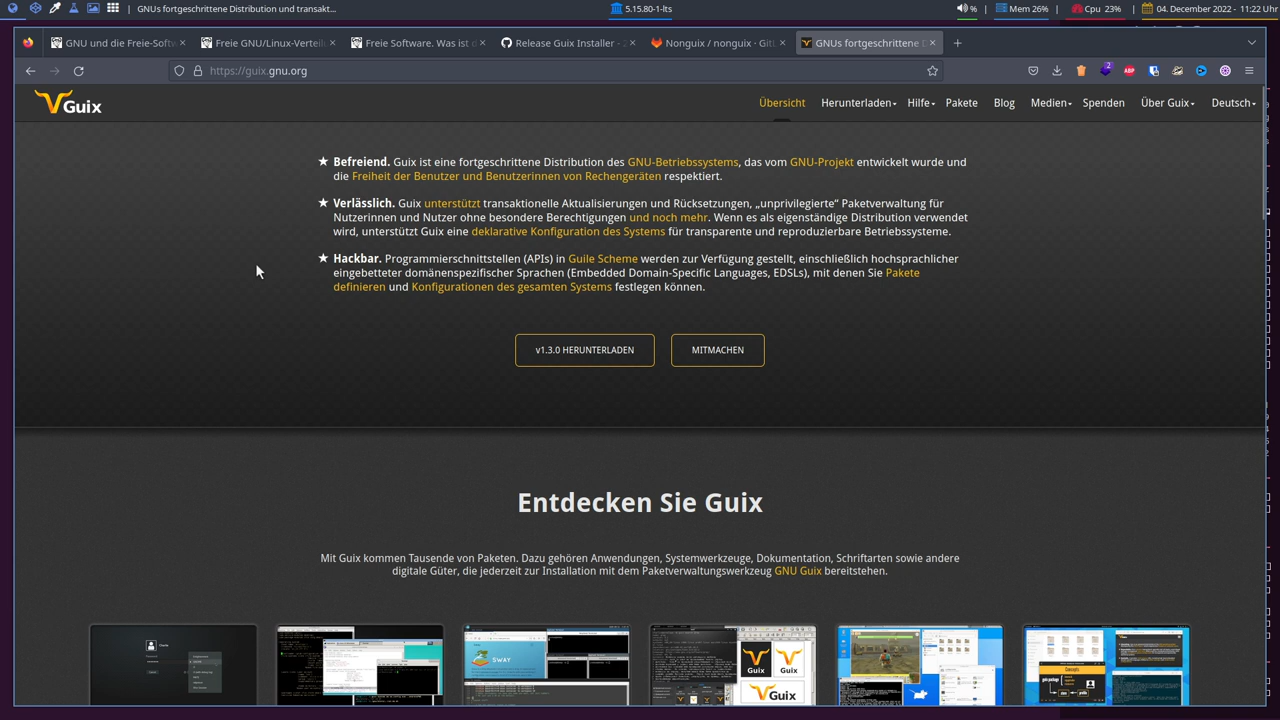 GNUs fortgeschrittene Distribution und transakt...
5.15.80-1-lts
%
Mem 26%
Cpu 23%
04. December 2022 - 11:22 Uhr
GNU und die Freie-Softw
Freie GNU/Linux-Verteil
Freie Software. Was ist d
Release Guix Installer - 2
Nonguix / nonguix · GitL
GNUs fortgeschrittene D
https://guix.gnu.org
2
ABP
Guix
Übersicht
Herunterladen
Hilfe
Pakete
Blog
Medien
Spenden
Über Guix
Deutsch
★ Befreiend. Guix ist eine fortgeschrittene Distribution des GNU-Betriebssystems, das vom GNU-Projekt entwickelt wurde und
die Freiheit der Benutzer und Benutzerinnen von Rechengeräten respektiert.
★ Verlässlich. Guix unterstützt transaktionelle Aktualisierungen und Rücksetzungen, „unprivilegierte“ Paketverwaltung für
Nutzerinnen und Nutzer ohne besondere Berechtigungen und noch mehr. Wenn es als eigenständige Distribution verwendet
wird, unterstützt Guix eine deklarative Konfiguration des Systems für transparente und reproduzierbare Betriebssysteme.
★ Hackbar. Programmierschnittstellen (APIs) in Guile Scheme werden zur Verfügung gestellt, einschließlich hochsprachlicher
eingebetteter domänenspezifischer Sprachen (Embedded Domain-Specific Languages, EDSLs), mit denen Sie Pakete
definieren und Konfigurationen des gesamten Systems festlegen können.
v1.3.0 HERUNTERLADEN
MITMACHEN
Entdecken Sie Guix
Mit Guix kommen Tausende von Paketen. Dazu gehören Anwendungen, Systemwerkzeuge, Dokumentation, Schriftarten sowie andere
digitale Güter, die jederzeit zur Installation mit dem Paketverwaltungswerkzeug GNU Guix bereitstehen.
SWAY
Guix
Guix
Guix